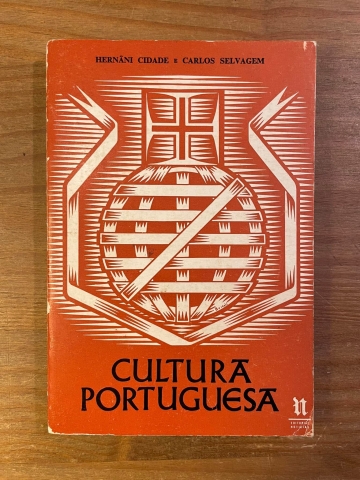 HERNÂNI CIDADE E CARLOS SELVAGEM
CULTURA
PORTUGUESA
N